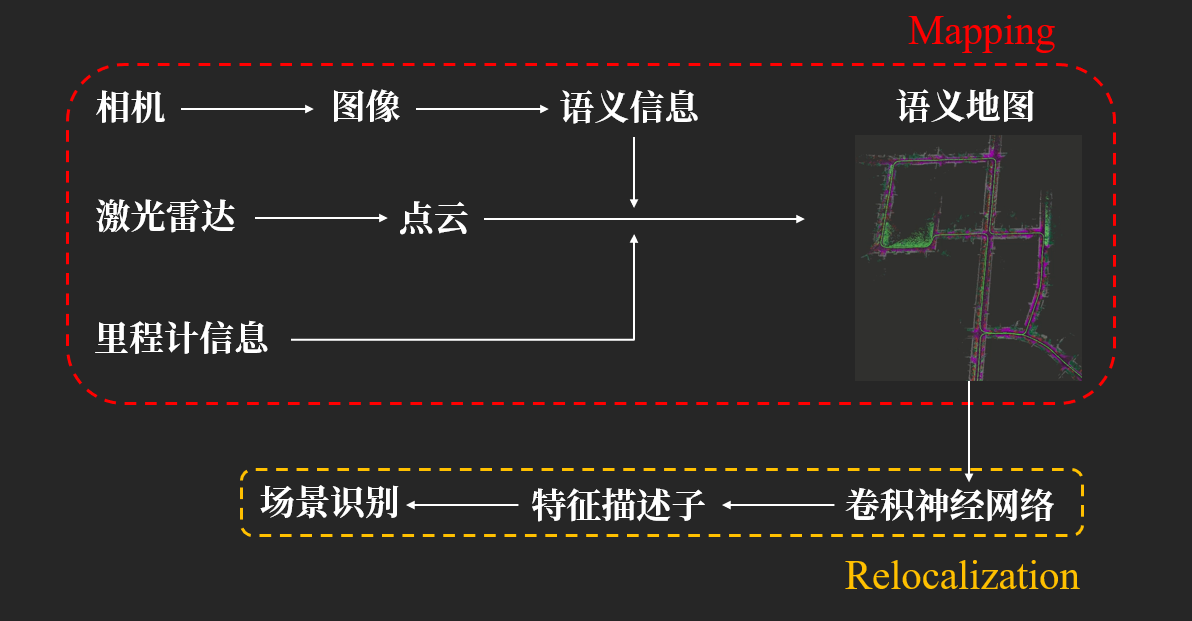 Mapping
相机
图像
语义信息
语义地图
激光雷达
点云
里程计信息
场景识别
特征描述子
卷积神经网络
Relocalization